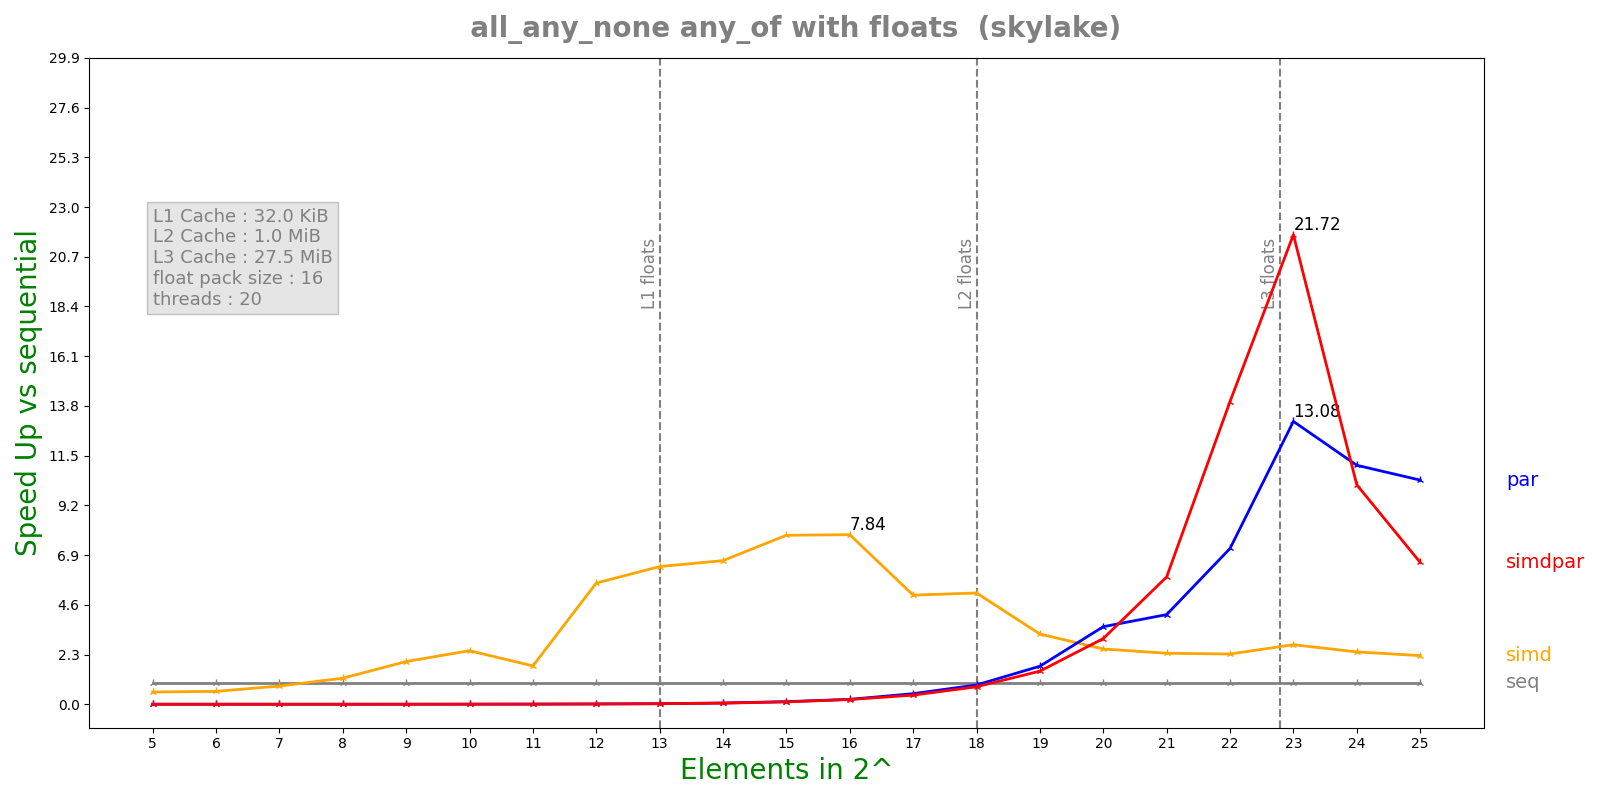 all_any_none any_of with floats  (skylake)
29.9
27.6
25.3
23.0
20.7
18.4
16.1
13.8
11.5
9.2
6.9
4.6
2.3
0.0
Speed Up vs sequential
L1 Cache : 32.0 KiB
L2 Cache : 1.0 MiB
L3 Cache : 27.5 MiB
float pack size : 16
threads : 20
L1 floats
L2 floats
L3 floats
21.72
13.08
7.84
par
simdpar
simd
seq
5 6 7 8 9 10 11 12 13 14 15 16 17 18 19 20 21 22 23 24 25
Elements in 2^